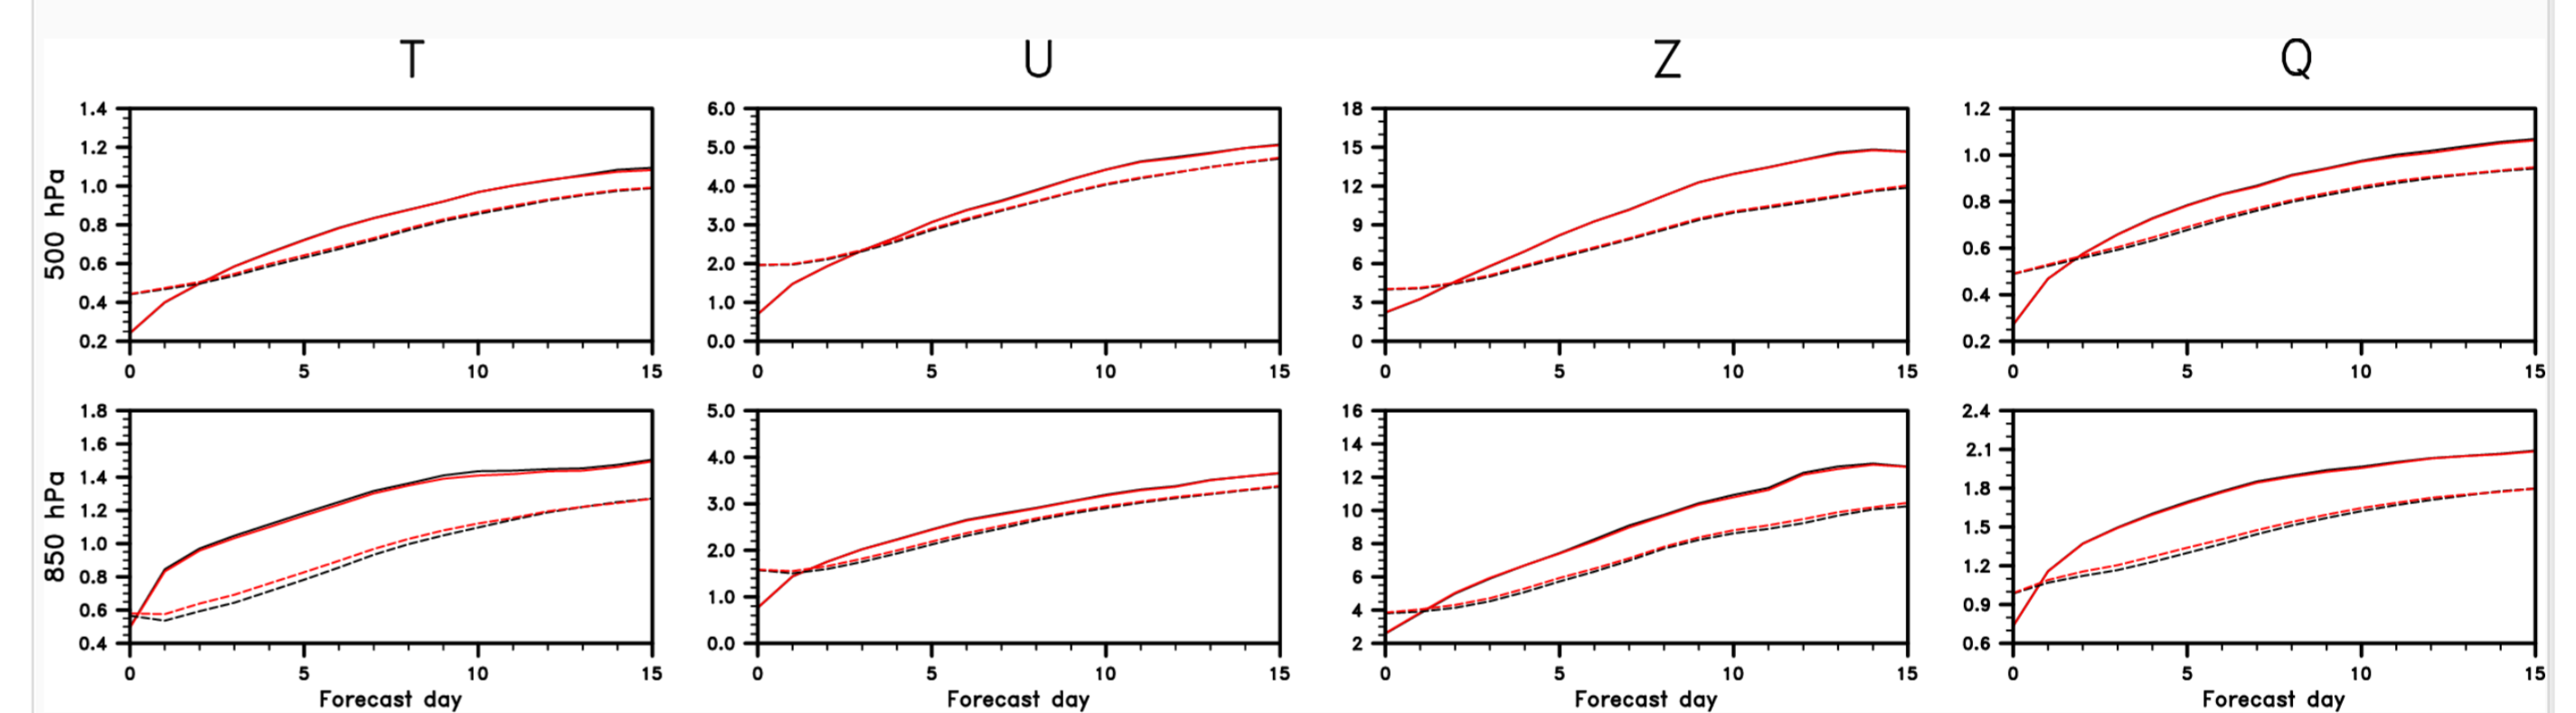 T U Z Q
500 hPa
1.4 1.2 1.0 0.8 0.6 0.4 0.2
0 5 10 15
6.0 5.0 4.0 3.0 2.0 1.0 0.0
0 5 10 15
18 15 12 9 6 3 0
0 5 10 15
1.2 1.0 0.8 0.6 0.4 0.2
0 5 10 15
850 hPa
1.8 1.6 1.4 1.2 1.0 0.8 0.6 0.4
0 5 10 15
Forecast day
5.0 4.0 3.0 2.0 1.0 0.0
0 5 10 15
Forecast day
16 14 12 10 8 6 4 2
0 5 10 15
Forecast day
2.4 2.1 1.8 1.5 1.2 0.9 0.6
0 5 10 15
Forecast day